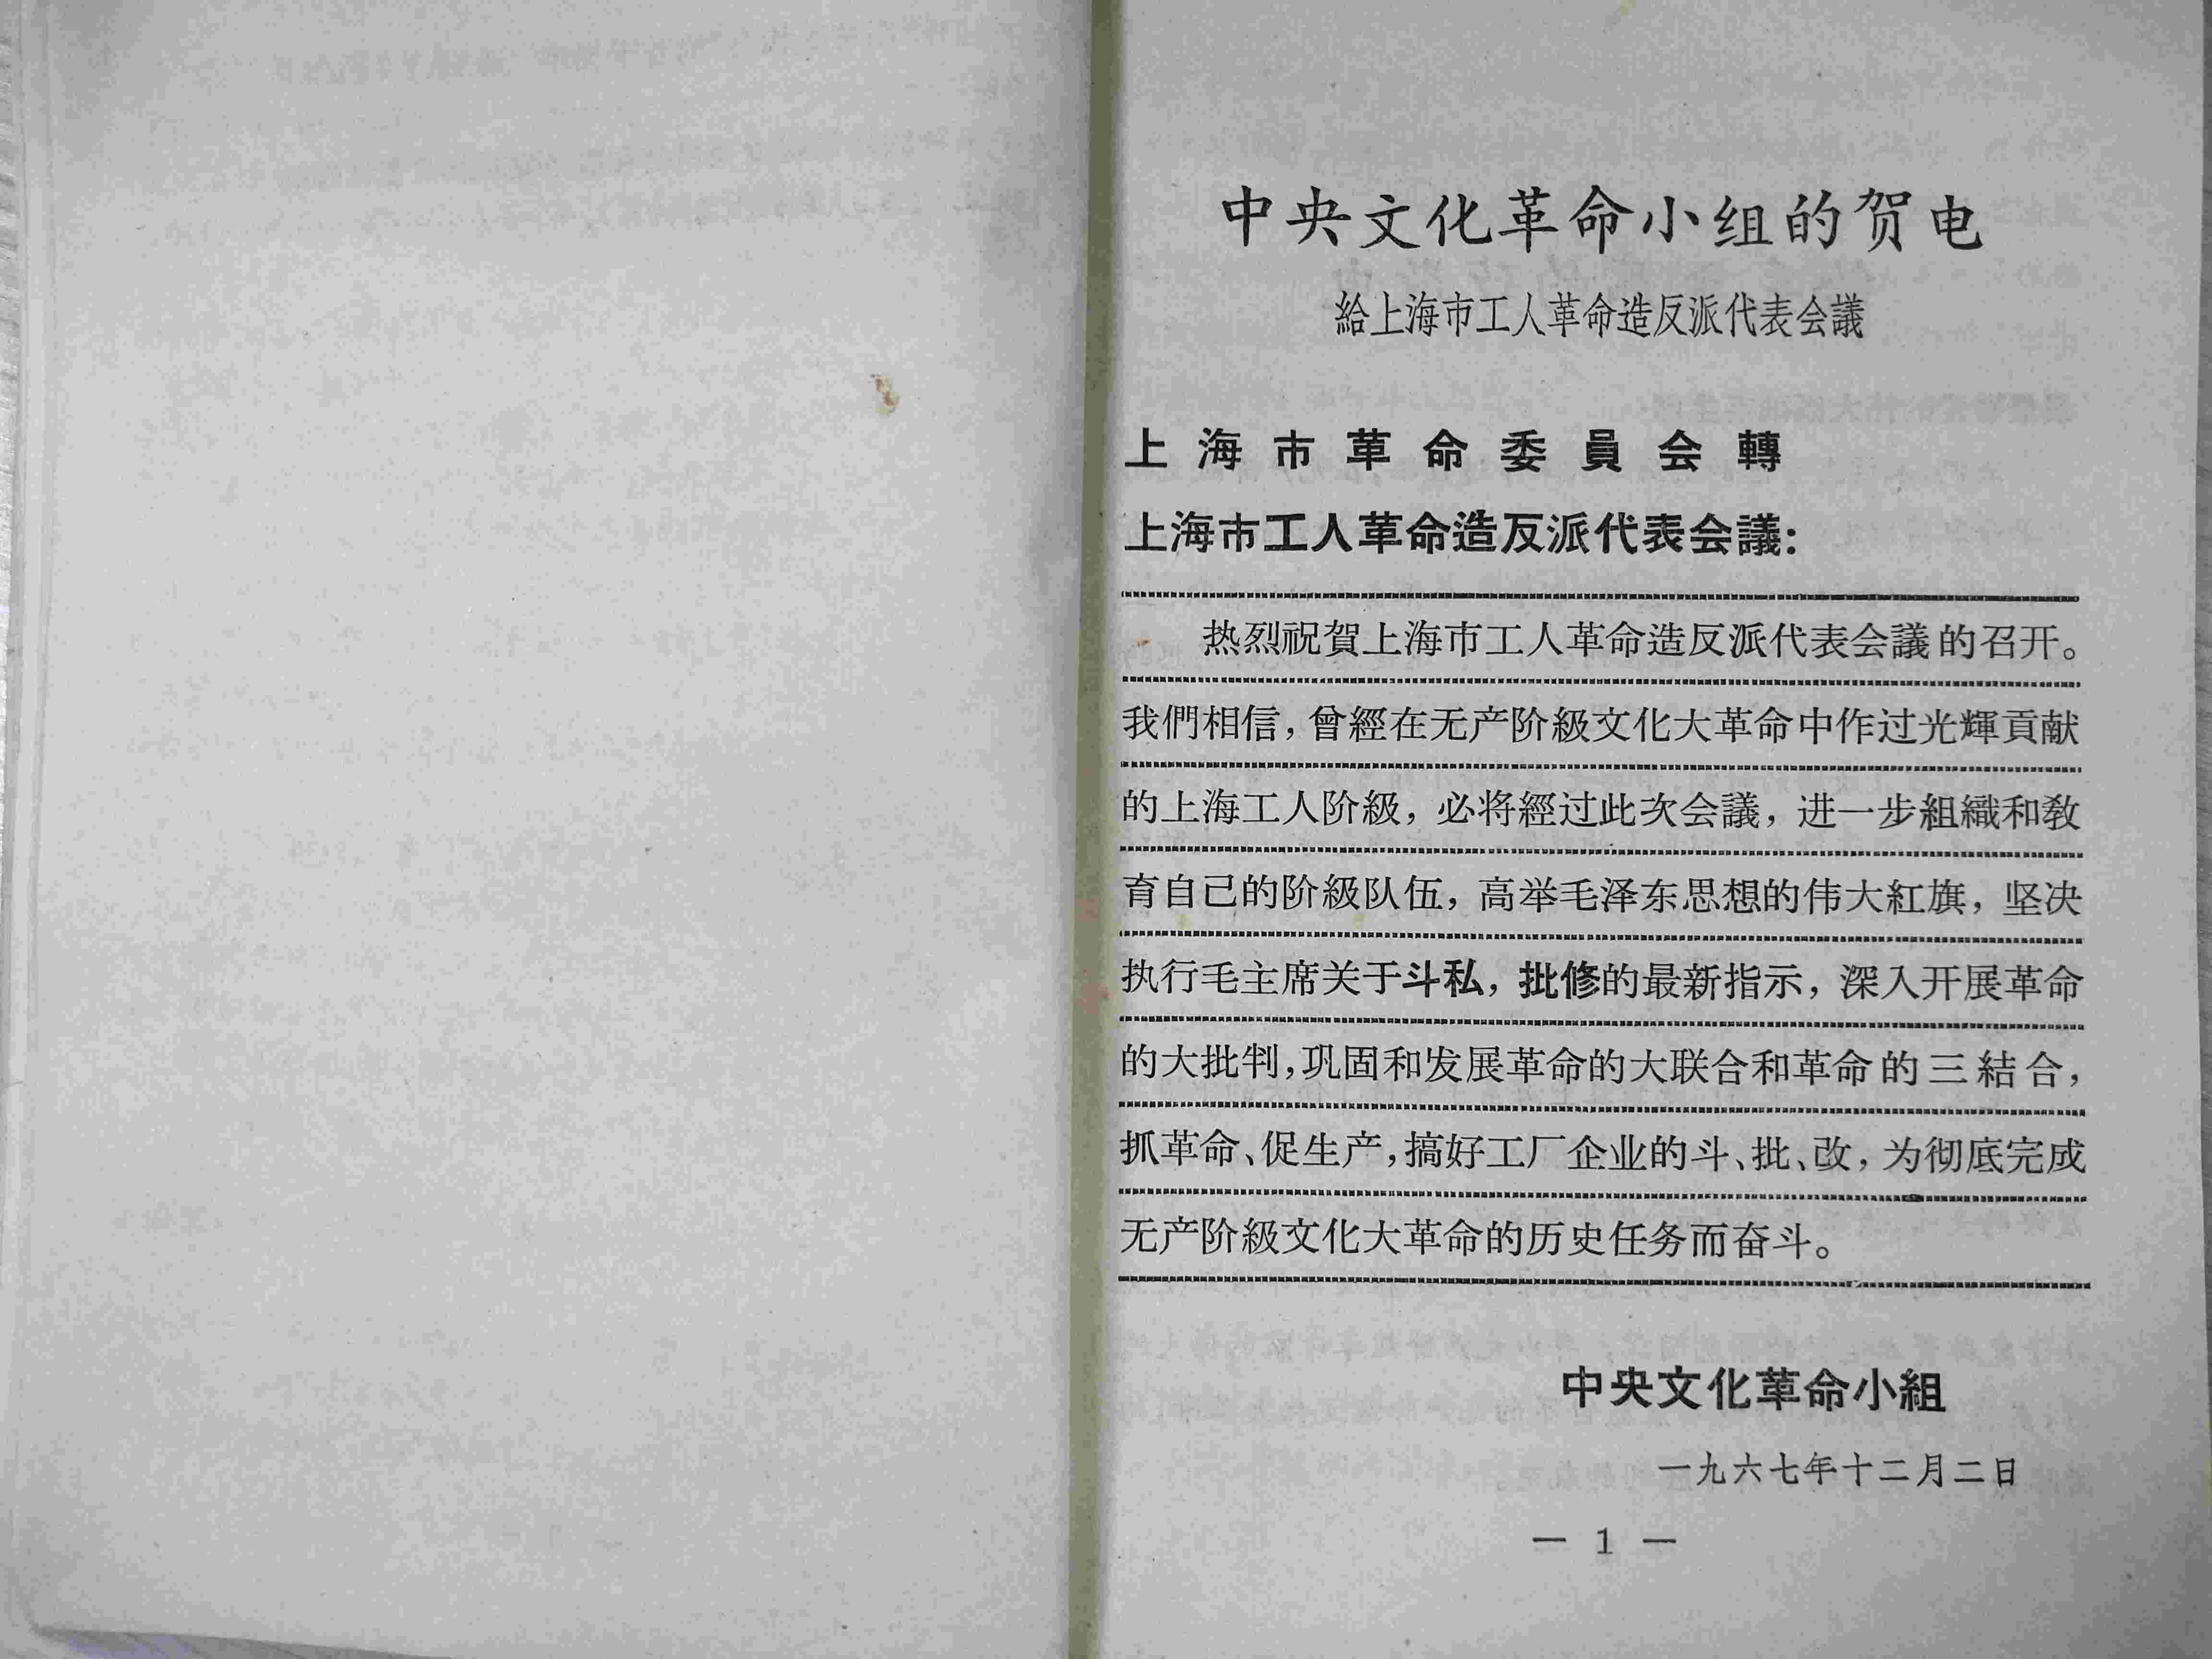 中央文化革命小组的贺电
給上海市工人革命造反派代表会議
上海市革命委員会轉
上海市工人革命造反派代表会議：
热烈祝賀上海市工人革命造反派代表会議的召开。
我們相信，曾經在无产阶級文化大革命中作过光輝貢献
的上海工人阶級，必将經过此次会議，进一步組織和敎
育自己的阶級队伍，高举毛泽东思想的伟大紅旗，坚决
执行毛主席关于斗私，批修的最新指示，深入开展革命
的大批判，巩固和发展革命的大联合和革命的三結合，
抓革命、促生产，搞好工厂企业的斗、批、改，为彻底完成
无产阶級文化大革命的历史任务而奋斗。
中央文化革命小組
一九六七年十二月二日
— 1 —